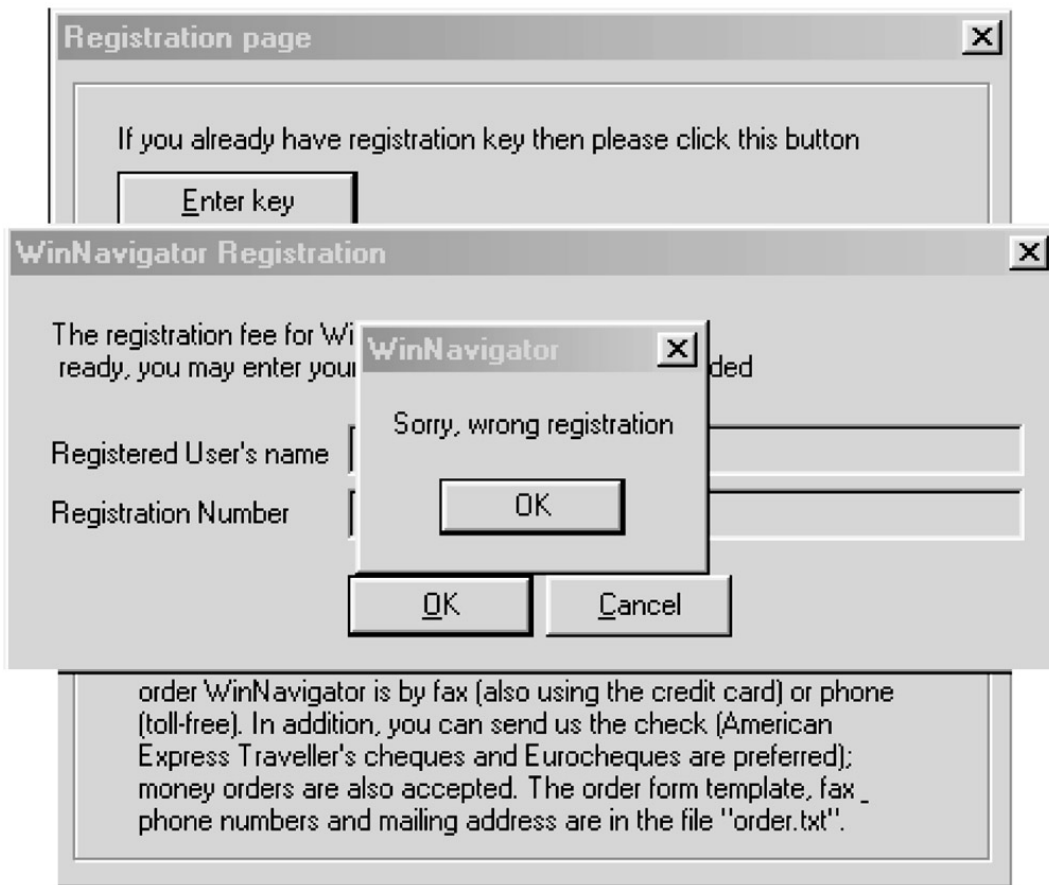 Registration page
If you already have registration key then please click this button
Enter key
WinNavigator Registration
The registration fee for
ready, you may enter your
WinNavigator
Sorry, wrong registration
OK
Registered User's name
Registration Number
OK Cancel
order WinNavigator is by fax (also using the credit card) or phone
(toll-free). In addition, you can send us the check (American
Express Traveller's cheques and Eurocheques are preferred);
money orders are also accepted. The order form template, fax _
phone numbers and mailing address are in the file "order.txt".